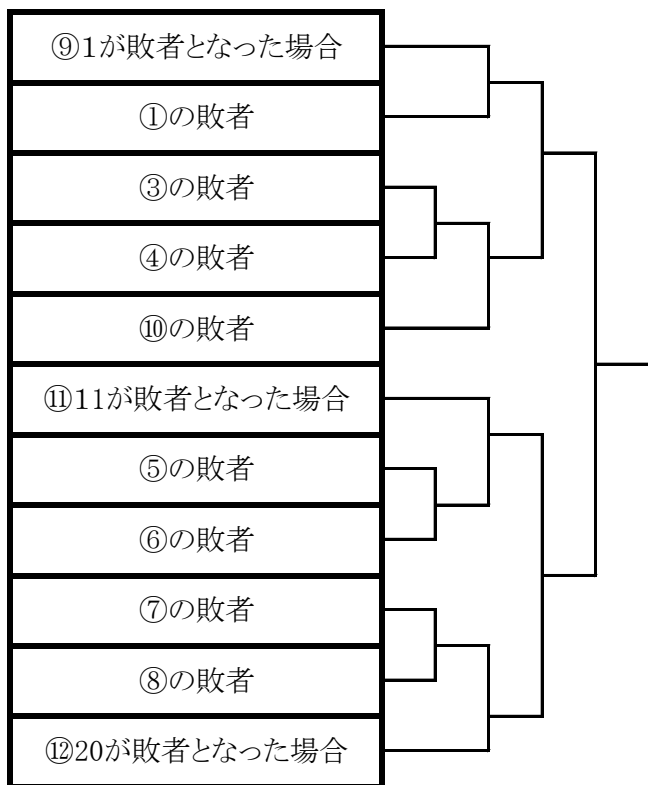 ⑨1が敗者となった場合
①の敗者
③の敗者
④の敗者
⑩の敗者
⑪11が敗者となった場合
⑤の敗者
⑥の敗者
⑦の敗者
⑧の敗者
⑫20が敗者となった場合